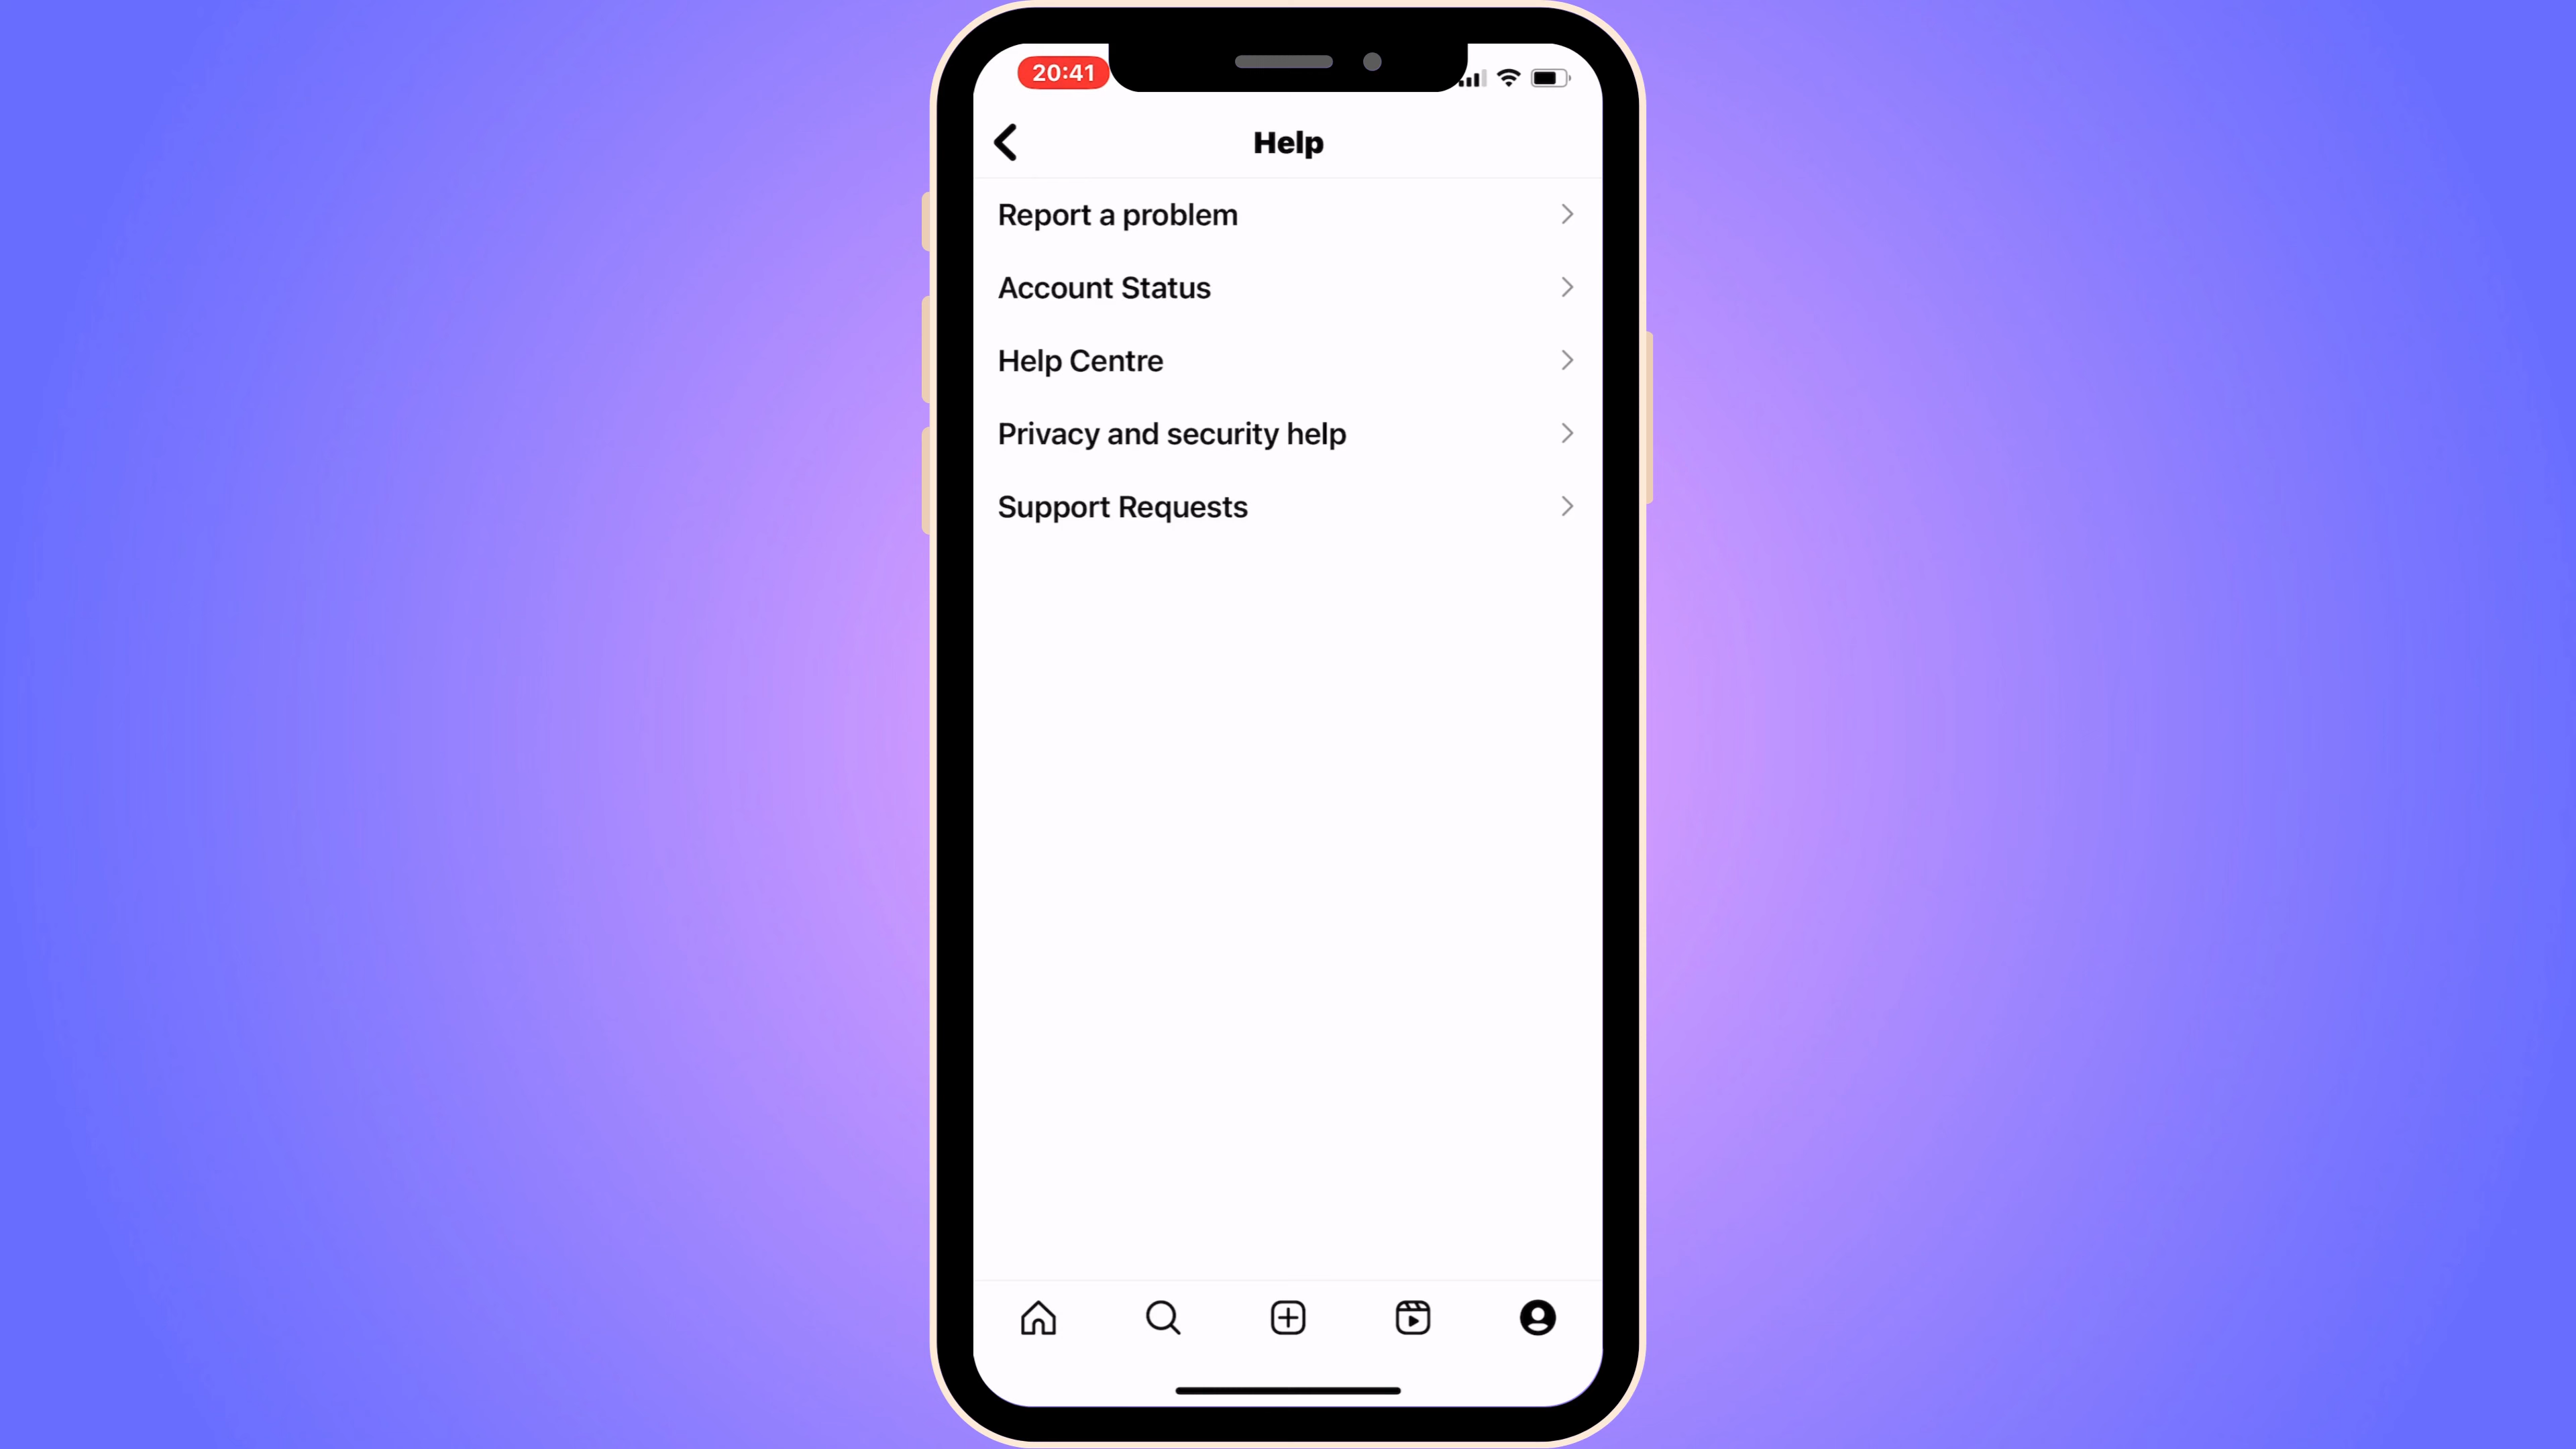 20:41
Help
Report a problem
Account Status
Help Centre
Privacy and security help
Support Requests